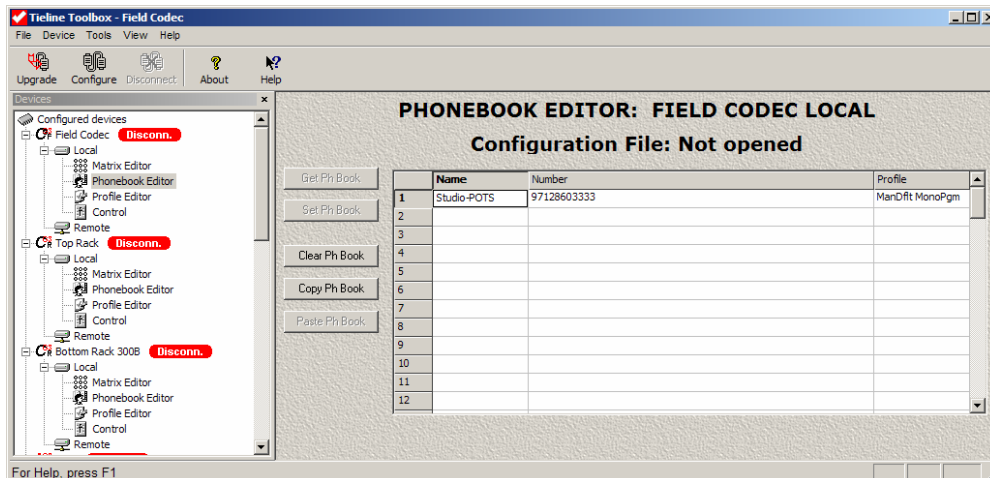 Tieline Toolbox - Field Codec
File Device Tools View Help
Upgrade Configure Disconnect About Help
Devices
Configured devices
Field Codec Disconn.
Local
Matrix Editor
Phonebook Editor
Profile Editor
Control
Remote
Top Rack Disconn.
Local
Matrix Editor
Phonebook Editor
Profile Editor
Control
Remote
Bottom Rack 300B Disconn.
Local
Matrix Editor
Phonebook Editor
Profile Editor
Control
Remote
PHONEBOOK EDITOR: FIELD CODEC LOCAL
Configuration File: Not opened
Get Ph Book
Set Ph Book
Clear Ph Book
Copy Ph Book
Paste Ph Book
Name Number Profile
1 Studio-POTS 97128603333 ManDflt MonoPgm
2
3
4
5
6
7
8
9
10
11
12
For Help, press F1